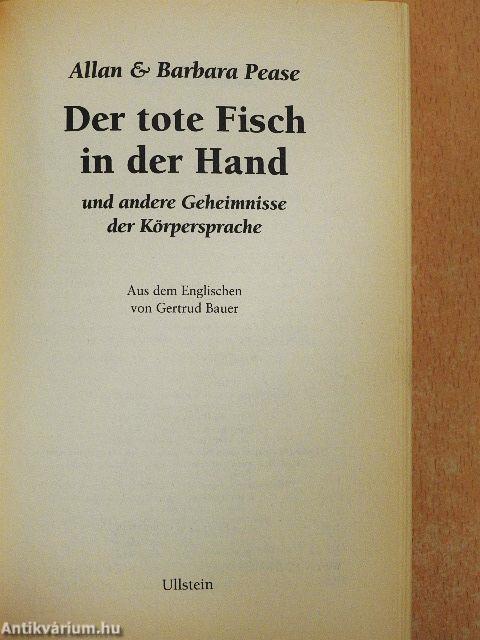 Allan & Barbara Pease
Der tote Fisch
in der Hand
und andere Geheimnisse
der Körpersprache
Aus dem Englischen
von Gertrud Bauer
Ullstein
Antikvárium.hu